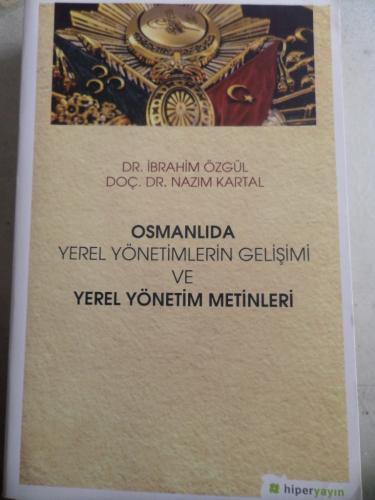 DR. İBRAHİM ÖZGÜL
DOÇ. DR. NAZIM KARTAL
OSMANLIDA
YEREL YÖNETİMLERİN GELİŞİMİ
VE
YEREL YÖNETİM METİNLERİ
hiperyayın